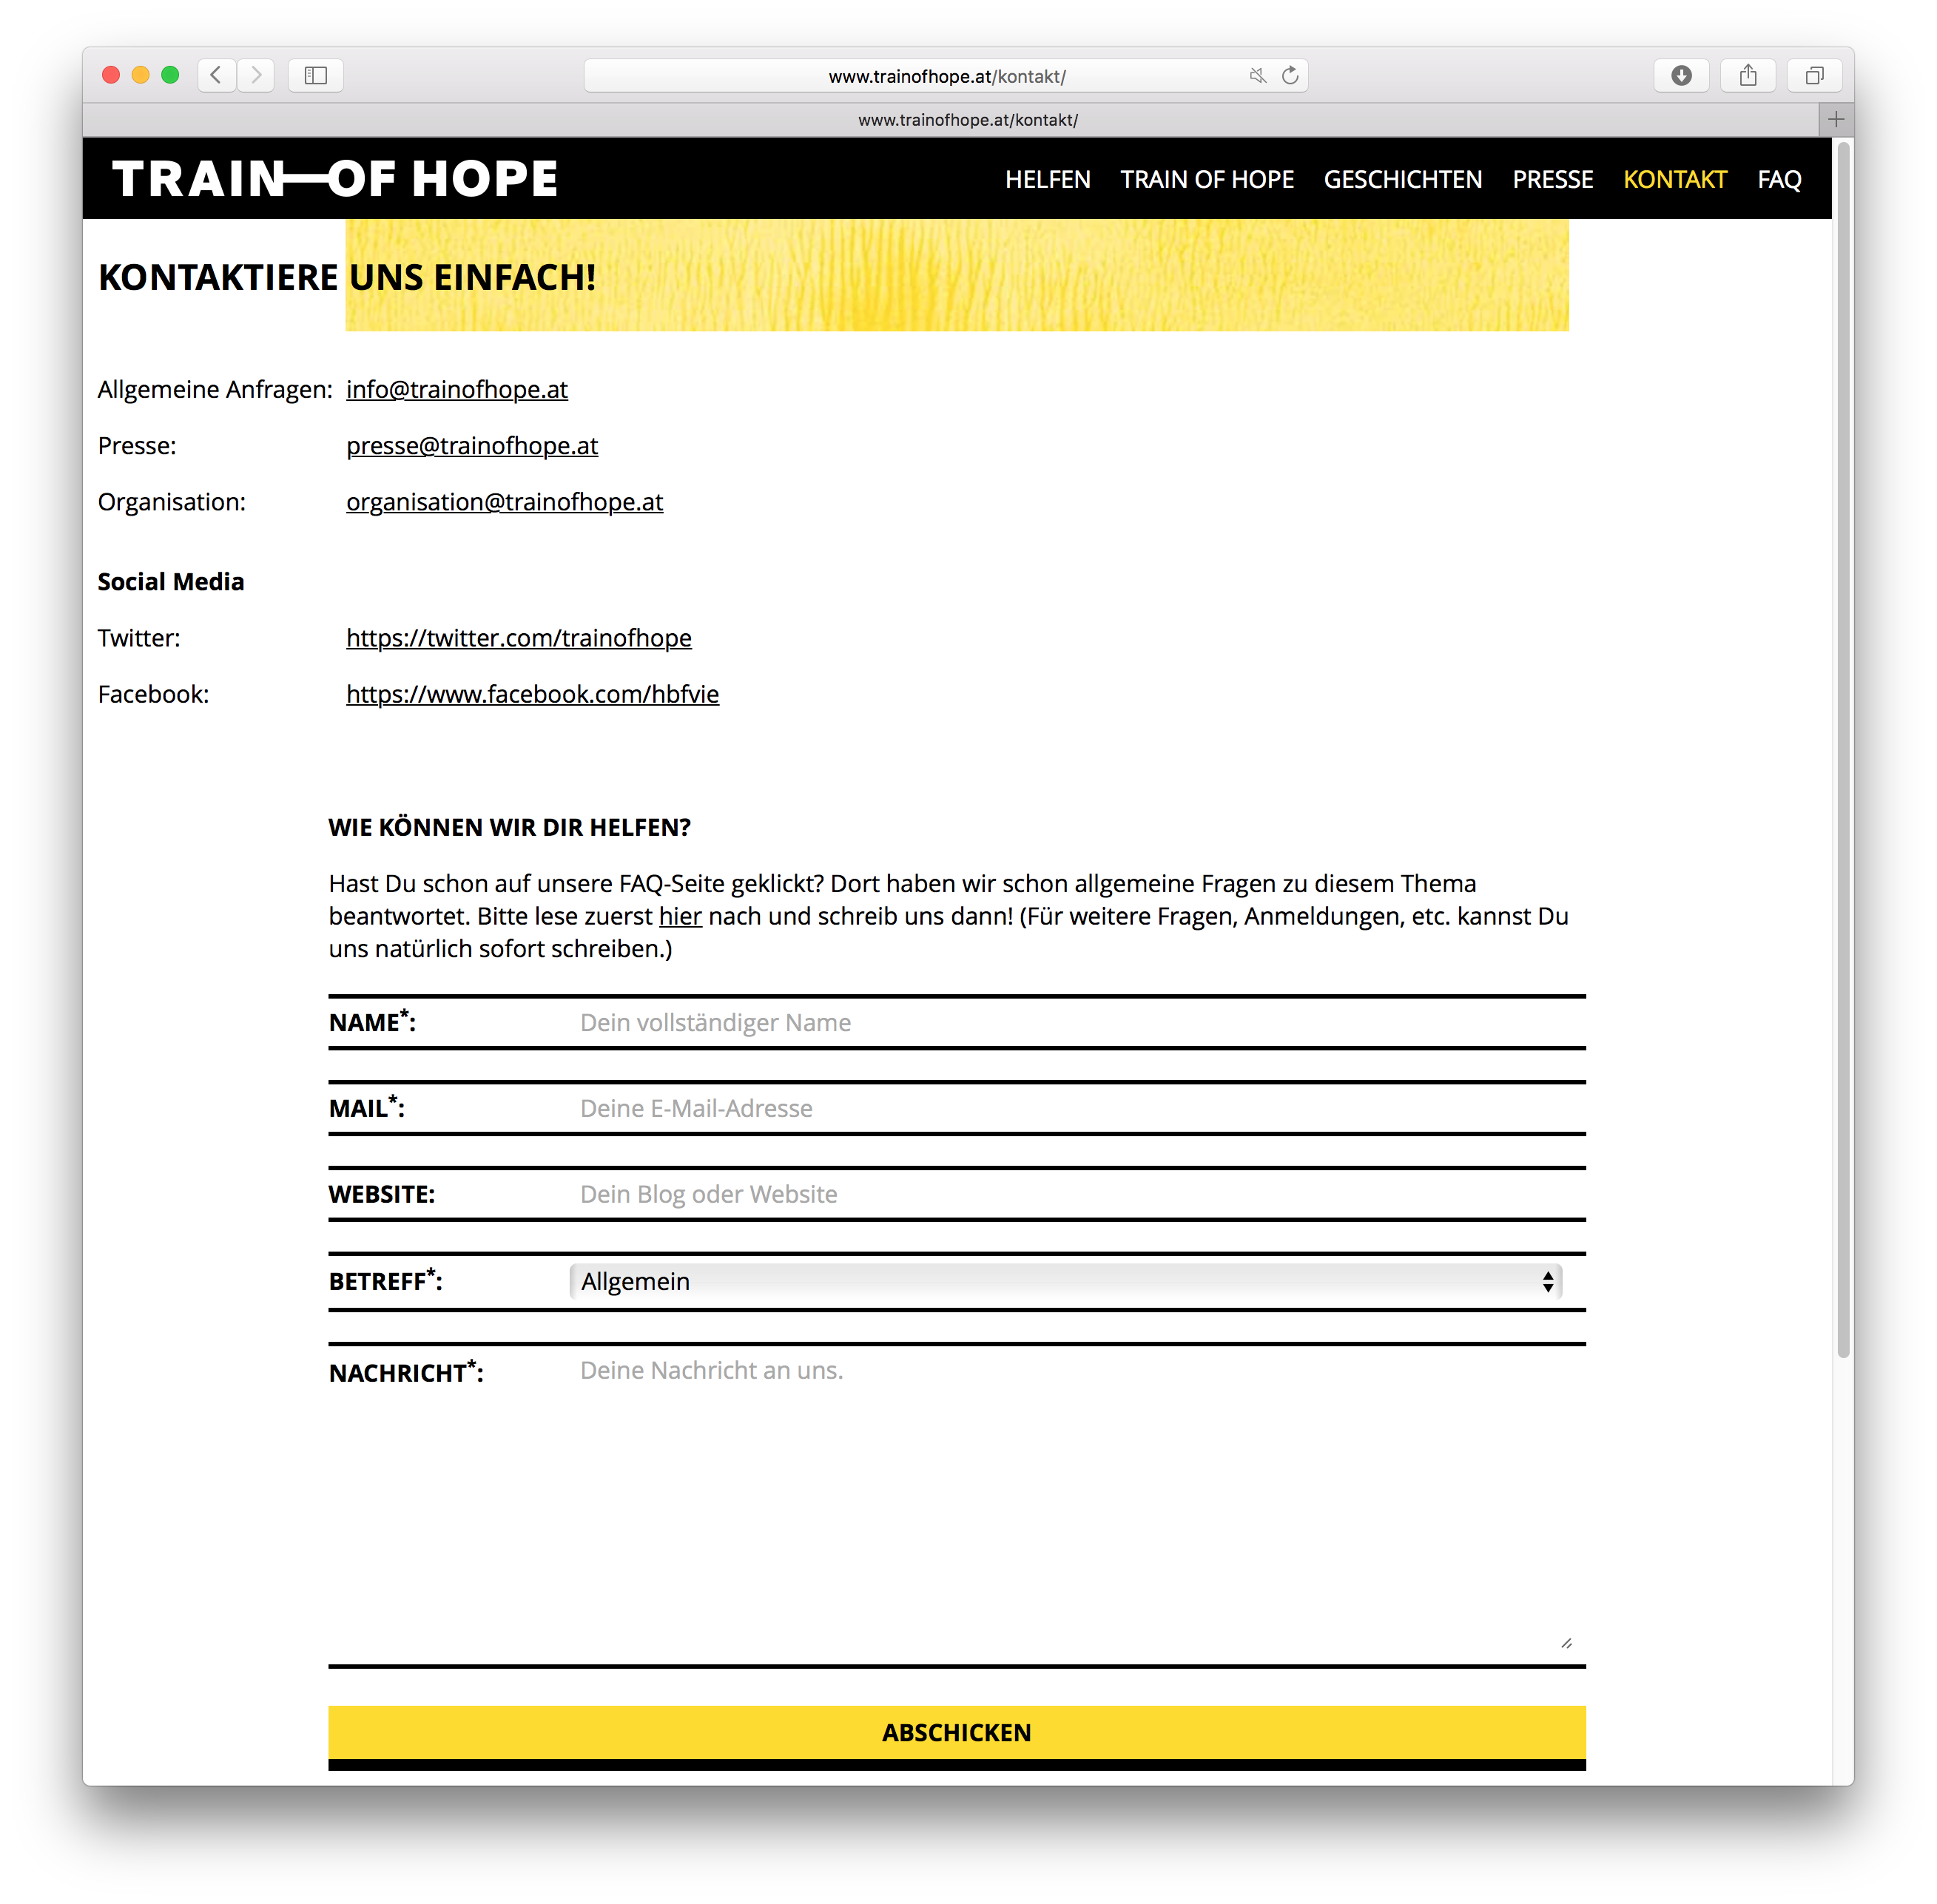 www.trainofhope.at/kontakt/
www.trainofhope.at/kontakt/
TRAIN—OF HOPE
HELFEN TRAIN OF HOPE GESCHICHTEN PRESSE KONTAKT FAQ
KONTAKTIERE UNS EINFACH!
Allgemeine Anfragen: info@trainofhope.at
Presse: presse@trainofhope.at
Organisation: organisation@trainofhope.at
Social Media
Twitter: https://twitter.com/trainofhope
Facebook: https://www.facebook.com/hbfvie
WIE KÖNNEN WIR DIR HELFEN?
Hast Du schon auf unsere FAQ-Seite geklickt? Dort haben wir schon allgemeine Fragen zu diesem Thema
beantwortet. Bitte lese zuerst hier nach und schreib uns dann! (Für weitere Fragen, Anmeldungen, etc. kannst Du
uns natürlich sofort schreiben.)
NAME*: Dein vollständiger Name
MAIL*: Deine E-Mail-Adresse
WEBSITE: Dein Blog oder Website
BETREFF*: Allgemein
NACHRICHT*: Deine Nachricht an uns.
ABSCHICKEN